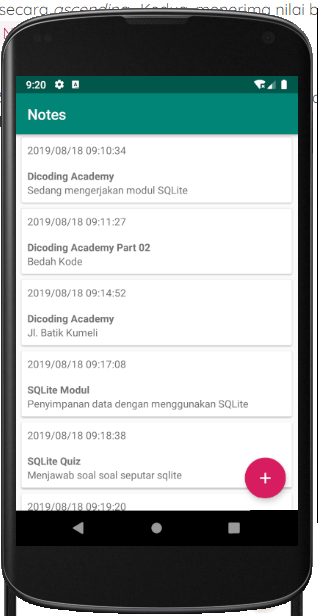 secara ascending. Kedua, menerima nilai b
9:20
Notes
2019/08/18 09:10:34
Dicoding Academy
Sedang mengerjakan modul SQLite
2019/08/18 09:11:27
Dicoding Academy Part 02
Bedah Kode
2019/08/18 09:14:52
Dicoding Academy
Jl. Batik Kumeli
2019/08/18 09:17:08
SQLite Modul
Penyimpanan data dengan menggunakan SQLite
2019/08/18 09:18:38
SQLite Quiz
Menjawab soal soal seputar sqlite
2019/08/18 09:19:20